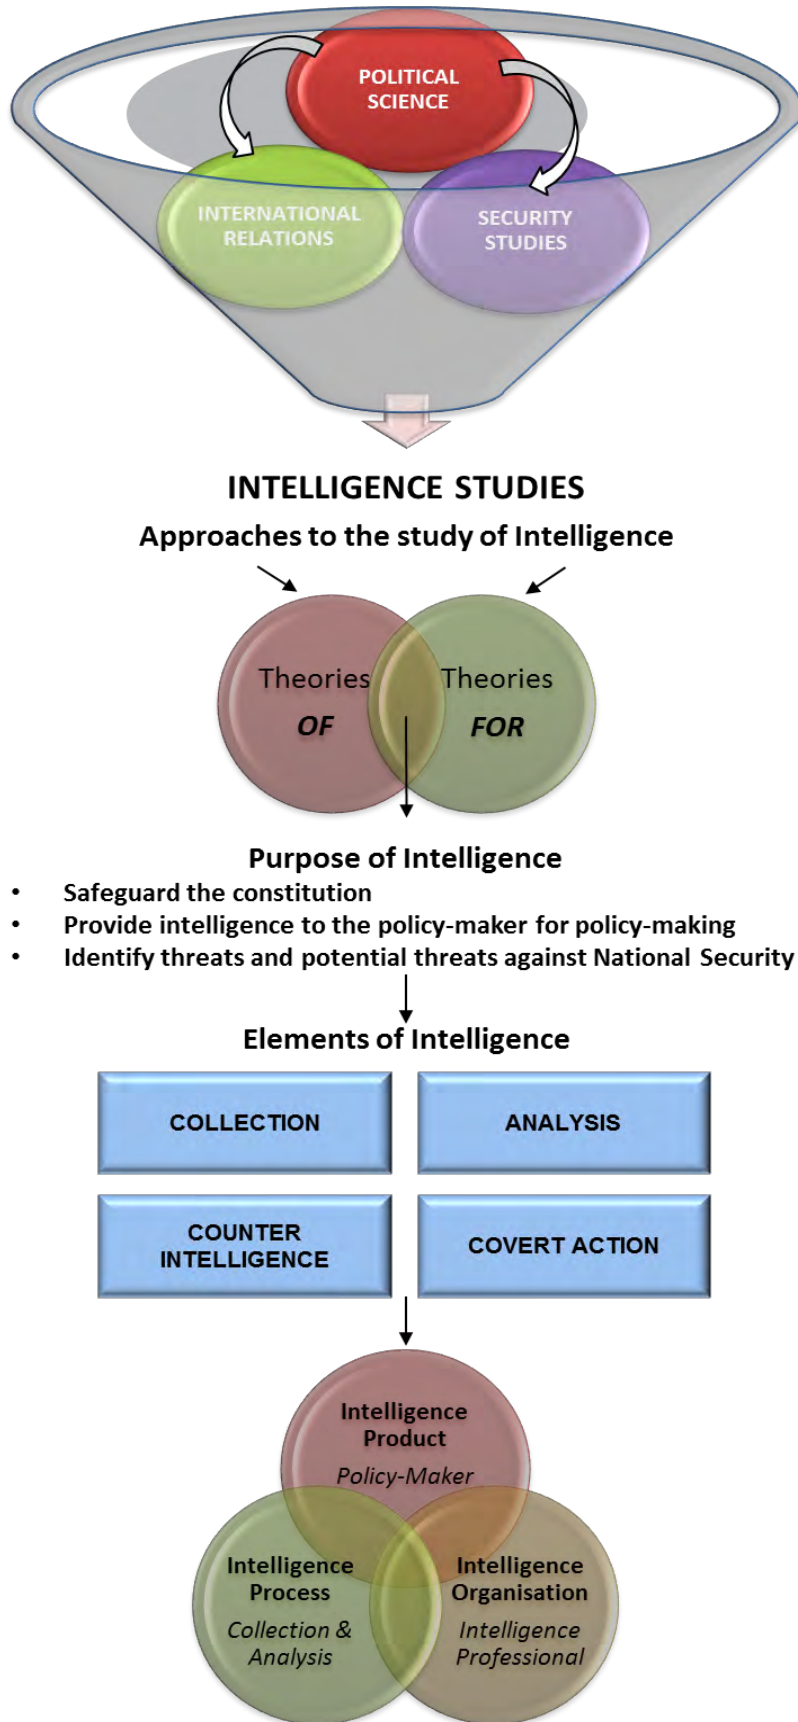 POLITICAL
SCIENCE
INTERNATIONAL
RELATIONS
SECURITY
STUDIES
INTELLIGENCE STUDIES
Approaches to the study of Intelligence
Theories
OF
Theories
FOR
Purpose of Intelligence
• Safeguard the constitution
• Provide intelligence to the policy-maker for policy-making
• Identify threats and potential threats against National Security
Elements of Intelligence
COLLECTION
ANALYSIS
COUNTER
INTELLIGENCE
COVERT ACTION
Intelligence
Product
Policy-Maker
Intelligence
Process
Collection &
Analysis
Intelligence
Organisation
Intelligence
Professional